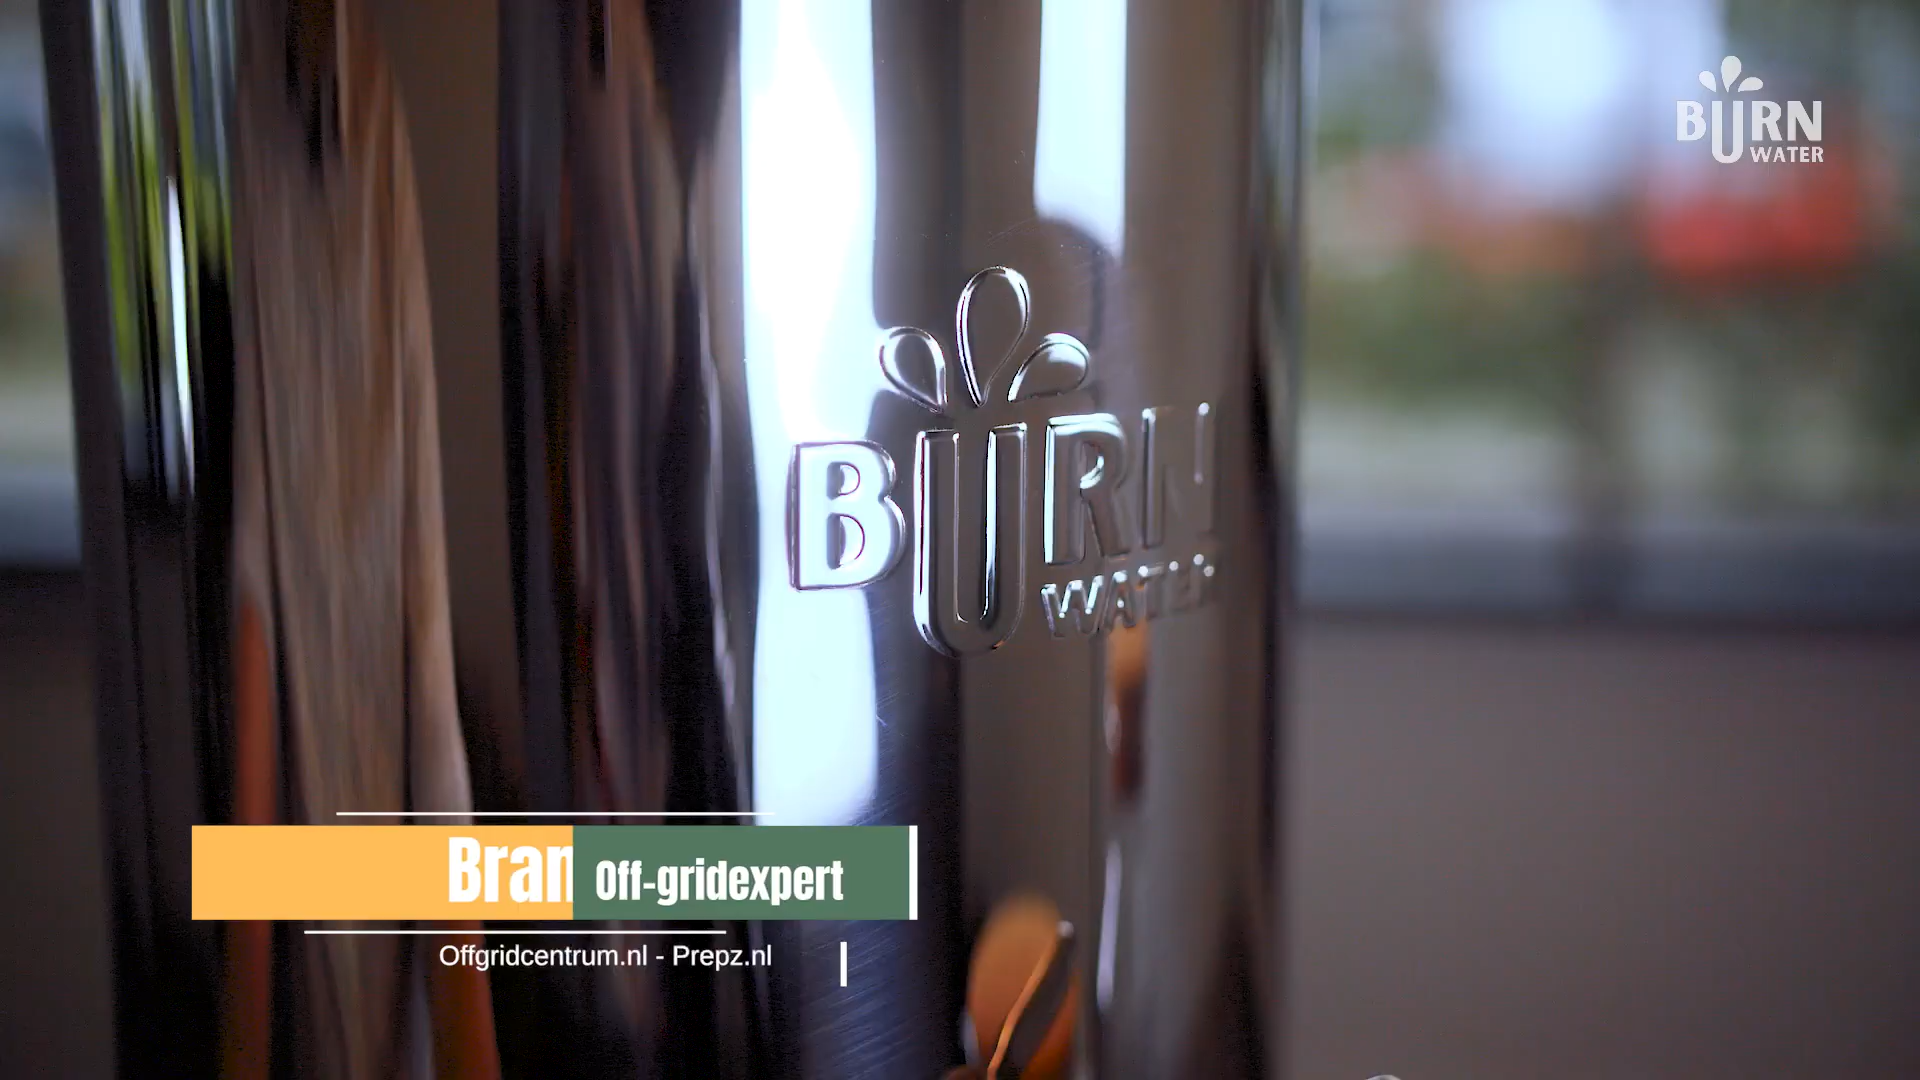 BURN
WATER
BURN
WATER
Bran
Off-gridexpert
Offgridcentrum.nl - Prepz.nl